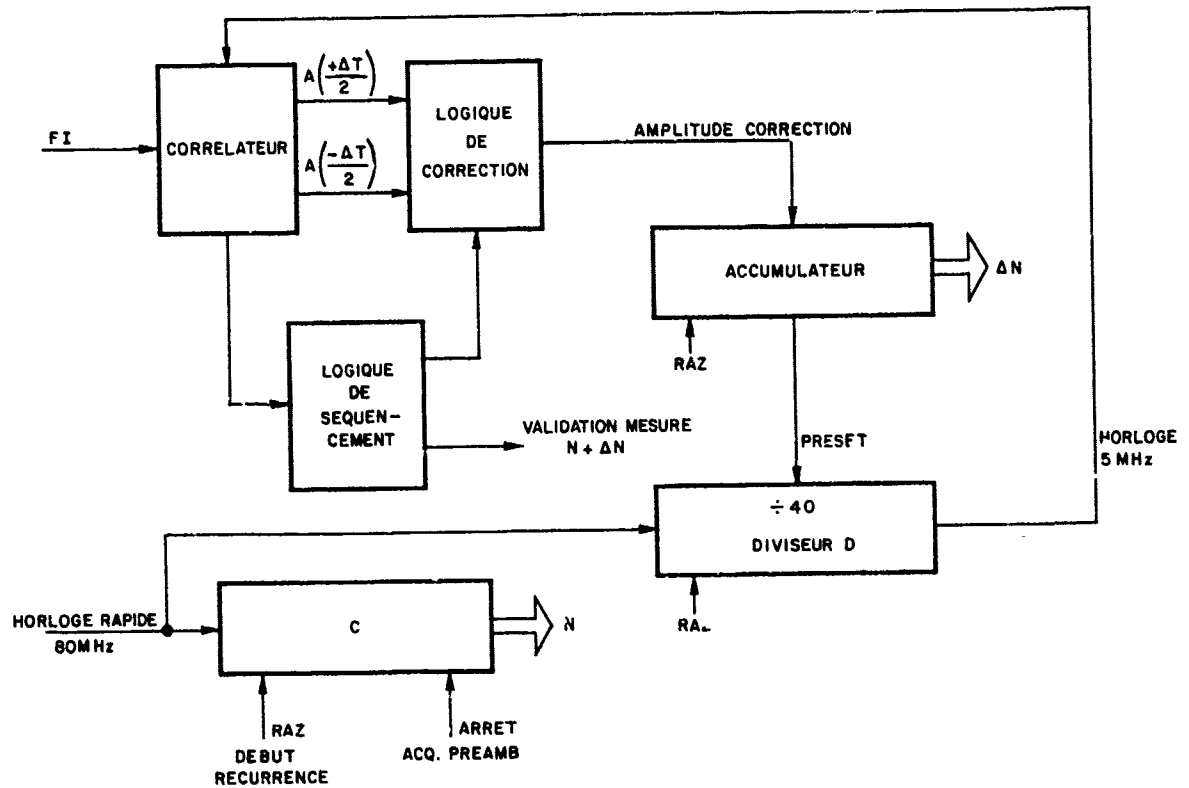 A(+ΔT/2)
FI
CORRELATEUR
A(-ΔT/2)
LOGIQUE
DE
CORRECTION
AMPLITUDE CORRECTION
ACCUMULATEUR
ΔN
RAZ
LOGIQUE
DE
SEQUEN-
CEMENT
VALIDATION MESURE
N + ΔN
PRESFT
HORLOGE
5 MHz
÷ 40
DIVISEUR D
HORLOGE RAPIDE
80MHz
C
N
RAZ
DEBUT
RECURRENCE
ARRET
ACQ. PREAMB